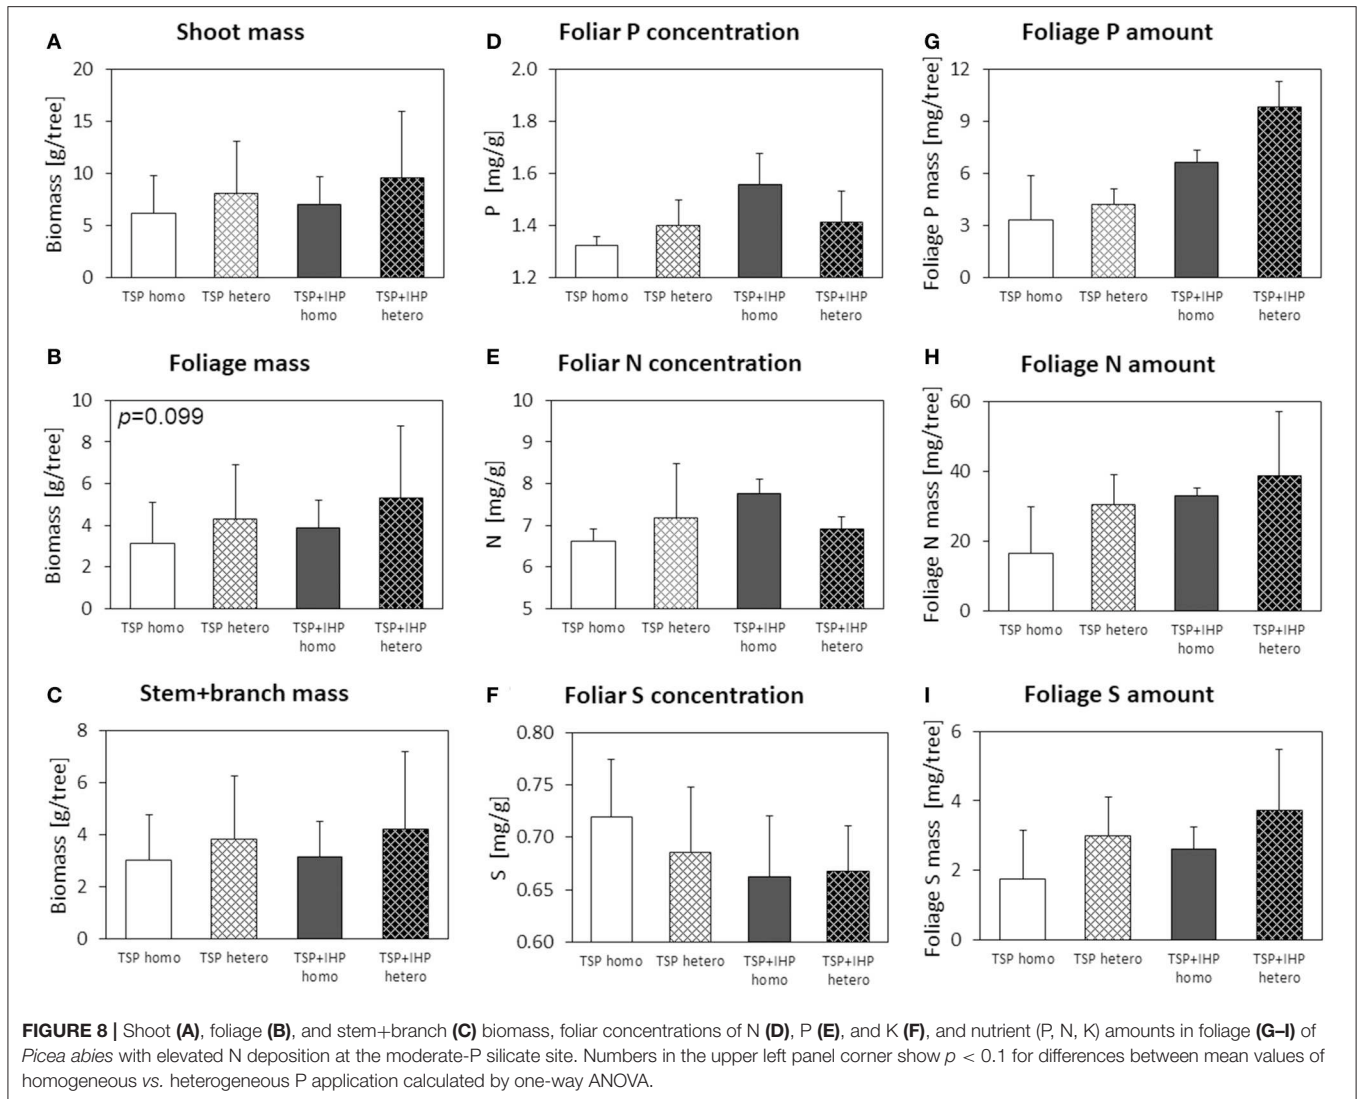 A
Shoot mass
Biomass [g/tree]
20
15
10
5
0
TSP homo
TSP hetero
TSP+IHP
homo
TSP+IHP
hetero
D
Foliar P concentration
P [mg/g]
2.0
1.8
1.6
1.4
1.2
TSP homo
TSP hetero
TSP+IHP
homo
TSP+IHP
hetero
G
Foliage P amount
Foliage P mass [mg/tree]
12
9
6
3
0
TSP homo
TSP hetero
TSP+IHP
homo
TSP+IHP
hetero
B
Foliage mass
p=0.099
Biomass [g/tree]
10
8
6
4
2
0
TSP homo
TSP hetero
TSP+IHP
homo
TSP+IHP
hetero
E
Foliar N concentration
N [mg/g]
10
9
8
7
6
5
TSP homo
TSP hetero
TSP+IHP
homo
TSP+IHP
hetero
H
Foliage N amount
Foliage N mass [mg/tree]
60
40
20
0
TSP homo
TSP hetero
TSP+IHP
homo
TSP+IHP
hetero
C
Stem+branch mass
Biomass [g/tree]
8
6
4
2
0
TSP homo
TSP hetero
TSP+IHP
homo
TSP+IHP
hetero
F
Foliar S concentration
S [mg/g]
0.80
0.75
0.70
0.65
0.60
TSP homo
TSP hetero
TSP+IHP
homo
TSP+IHP
hetero
I
Foliage S amount
Foliage S mass [mg/tree]
6
4
2
0
TSP homo
TSP hetero
TSP+IHP
homo
TSP+IHP
hetero
FIGURE 8 | Shoot (A), foliage (B), and stem+branch (C) biomass, foliar concentrations of N (D), P (E), and K (F), and nutrient (P, N, K) amounts in foliage (G–I) of
Picea abies with elevated N deposition at the moderate-P silicate site. Numbers in the upper left panel corner show p < 0.1 for differences between mean values of
homogeneous vs. heterogeneous P application calculated by one-way ANOVA.